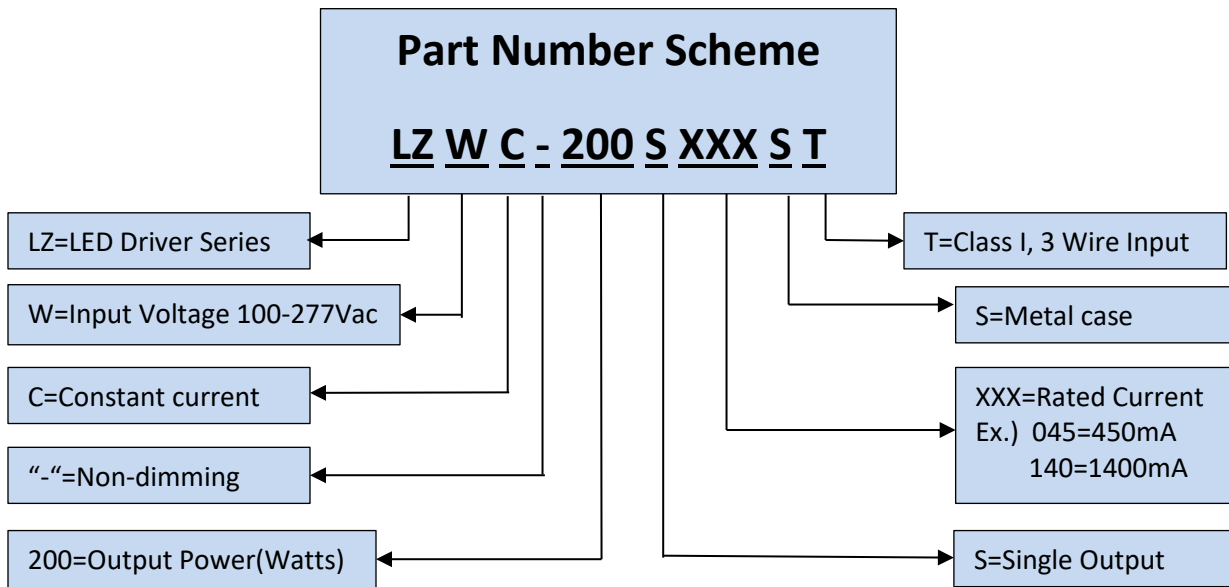 Part Number Scheme
LZ W C - 200 S XXX S T
LZ=LED Driver Series
W=Input Voltage 100-277Vac
C=Constant current
“-“=Non-dimming
200=Output Power(Watts)
T=Class I, 3 Wire Input
S=Metal case
XXX=Rated Current
Ex.) 045=450mA
140=1400mA
S=Single Output